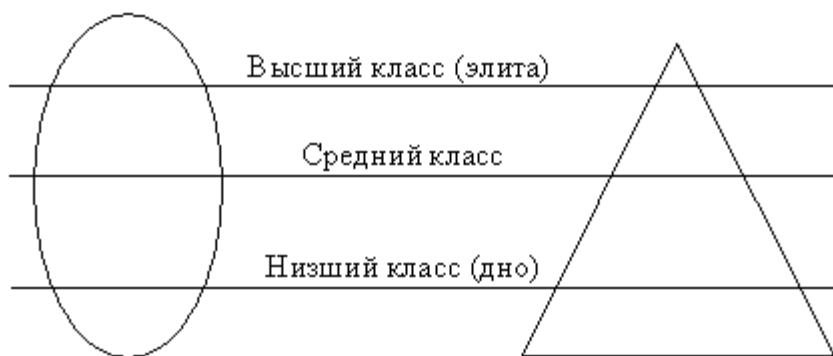 Высший класс (элита)
Средний класс
Низший класс (дно)